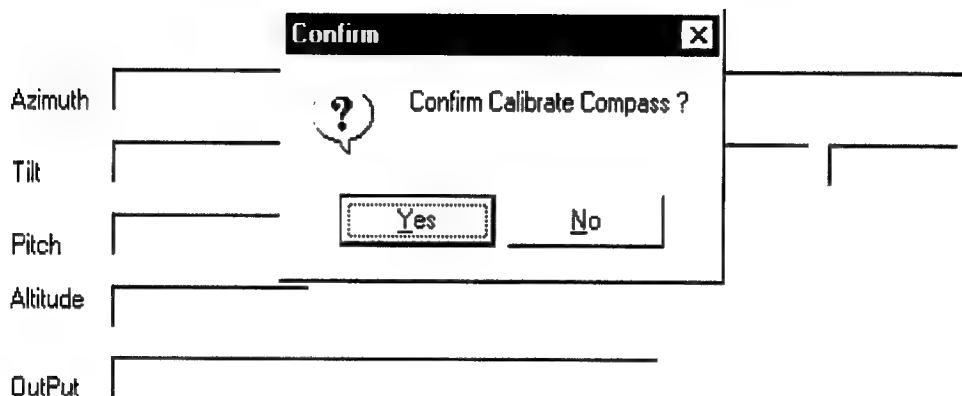 Confirm
Azimuth
? Confirm Calibrate Compass ?
Tilt
Yes No
Pitch
Altitude
OutPut